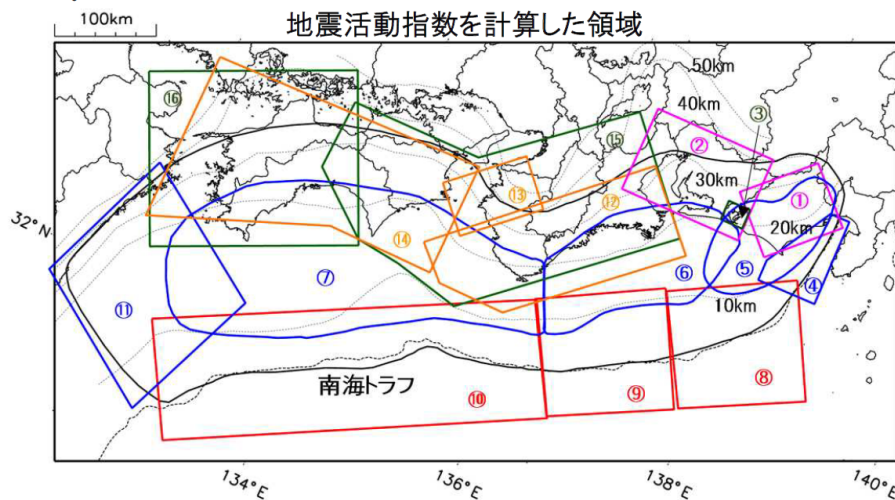 地震活動指数を計算した領域
100km
50km
40km
③
⑯
②
⑮
30km
⑬
①
⑫
20km
32°N
⑭
⑥
⑤
⑦
④
10km
⑪
南海トラフ
⑧
⑩
⑨
134°E
136°E
138°E
140°E